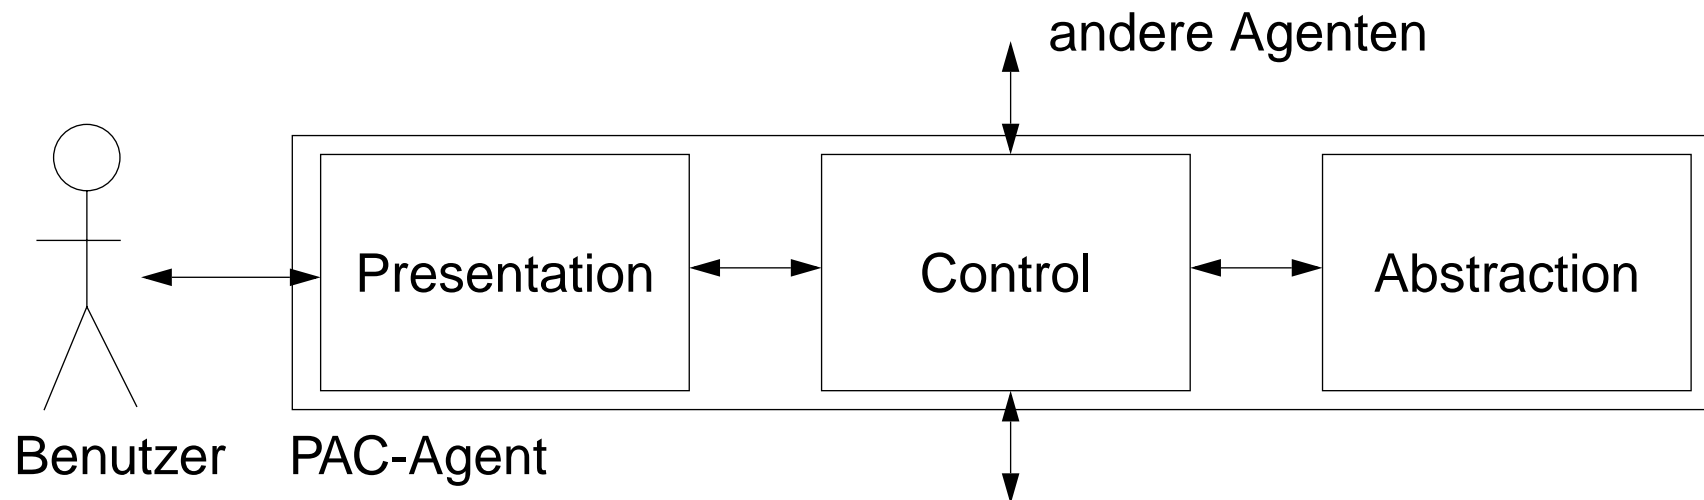 andere Agenten
Presentation
Control
Abstraction
Benutzer
PAC-Agent